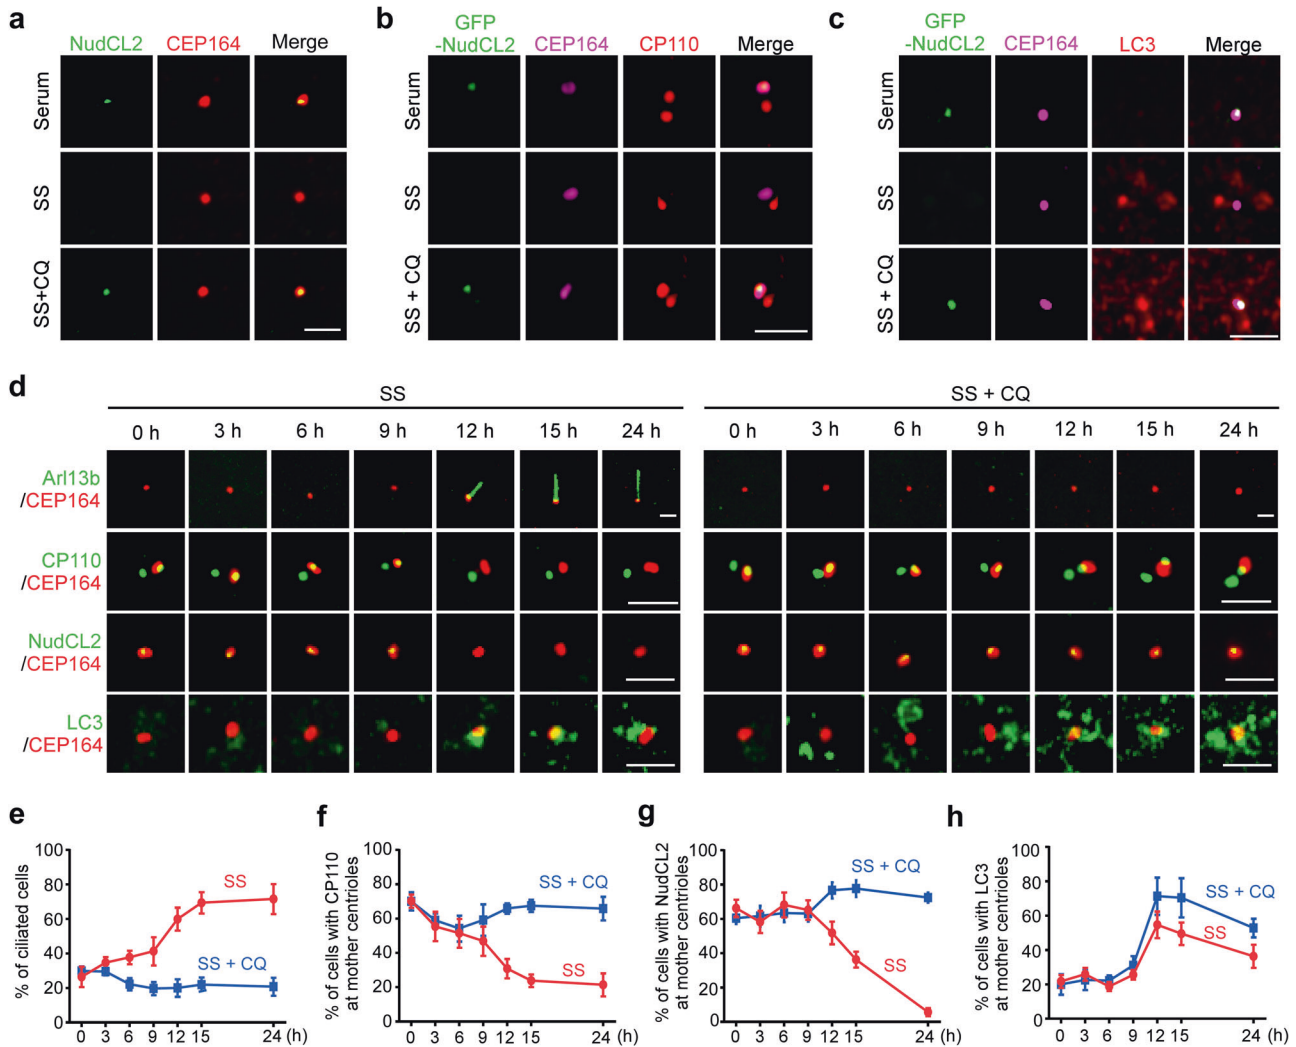 a
NudCL2 CEP164 Merge
Serum
SS
SS+CQ
b
GFP
-NudCL2 CEP164 CP110 Merge
Serum
SS
SS + CQ
c
GFP
-NudCL2 CEP164 LC3 Merge
Serum
SS
SS + CQ
d
SS
0 h 3 h 6 h 9 h 12 h 15 h 24 h
SS + CQ
0 h 3 h 6 h 9 h 12 h 15 h 24 h
Arl13b
/CEP164
CP110
/CEP164
NudCL2
/CEP164
LC3
/CEP164
e
% of ciliated cells
100
80
60
40
20
0
SS
SS + CQ
0 3 6 9 12 15 24 (h)
f
% of cells with CP110
at mother centrioles
100
80
60
40
20
0
SS + CQ
SS
0 3 6 9 12 15 24 (h)
g
% of cells with NudCL2
at mother centrioles
100
80
60
40
20
0
SS + CQ
SS
0 3 6 9 12 15 24 (h)
h
% of cells with LC3
at mother centrioles
100
80
60
40
20
0
SS + CQ
SS
0 3 6 9 12 15 24 (h)